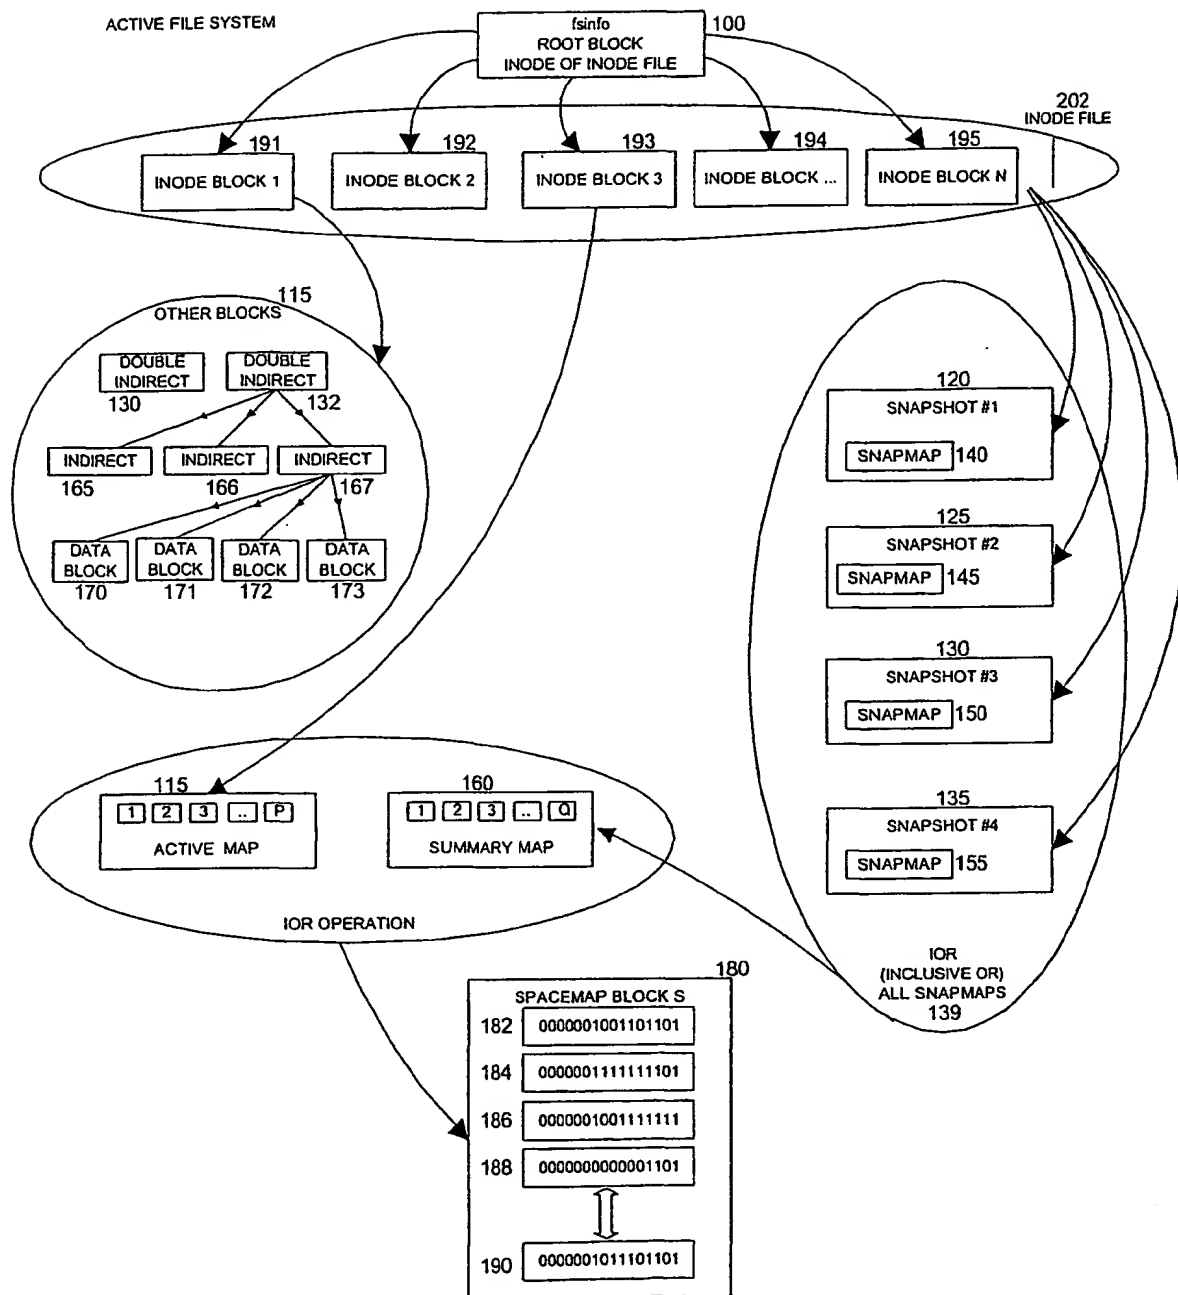 ACTIVE FILE SYSTEM
fsinfo
ROOT BLOCK
INODE OF INODE FILE
100
202
INODE FILE
191
INODE BLOCK 1
192
INODE BLOCK 2
193
INODE BLOCK 3
194
INODE BLOCK ...
195
INODE BLOCK N
115
OTHER BLOCKS
DOUBLE
INDIRECT
130
DOUBLE
INDIRECT
132
INDIRECT
165
INDIRECT
166
INDIRECT
167
DATA
BLOCK
170
DATA
BLOCK
171
DATA
BLOCK
172
DATA
BLOCK
173
120
SNAPSHOT #1
SNAPMAP
140
125
SNAPSHOT #2
SNAPMAP
145
130
SNAPSHOT #3
SNAPMAP
150
135
SNAPSHOT #4
SNAPMAP
155
IOR
(INCLUSIVE OR)
ALL SNAPMAPS
139
115
1 2 3 .. P
ACTIVE MAP
160
1 2 3 .. Q
SUMMARY MAP
IOR OPERATION
180
SPACEMAP BLOCK S
182 0000001001101101
184 0000001111111101
186 0000001001111111
188 0000000000001101
190 0000001011101101